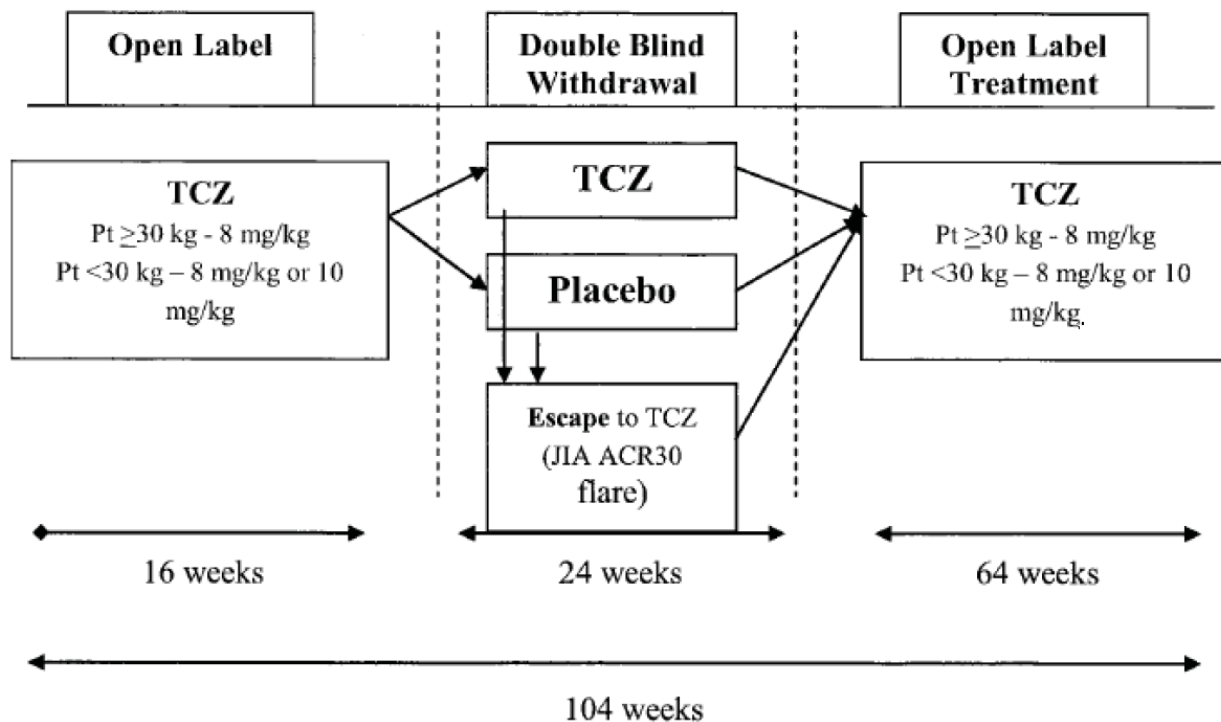 Open Label
Double Blind
Withdrawal
Open Label
Treatment
TCZ
Pt ≥30 kg - 8 mg/kg
Pt <30 kg – 8 mg/kg or 10
mg/kg
TCZ
Placebo
Escape to TCZ
(JIA ACR30
flare)
TCZ
Pt ≥30 kg - 8 mg/kg
Pt <30 kg – 8 mg/kg or 10
mg/kg.
16 weeks
24 weeks
64 weeks
104 weeks